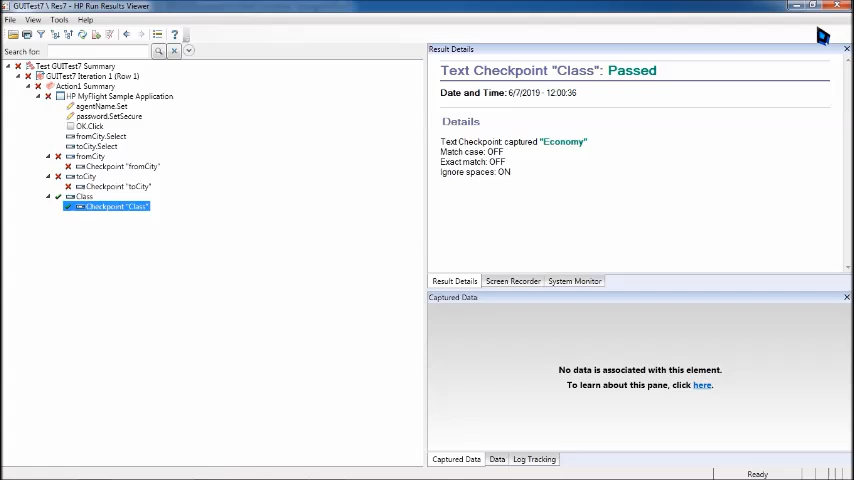 GUITest7 \ Res7 - HP Run Results Viewer
File View Tools Help
Search for:
Test GUITest7 Summary
GUITest7 Iteration 1 (Row 1)
Action1 Summary
HP MyFlight Sample Application
agentName.Set
password.SetSecure
OK.Click
fromCity.Select
toCity.Select
fromCity
Checkpoint "fromCity"
toCity
Checkpoint "toCity"
Class
Checkpoint "Class"
Result Details
Text Checkpoint "Class": Passed
Date and Time: 6/7/2019 - 12:00:36
Details
Text Checkpoint: captured "Economy"
Match case: OFF
Exact match: OFF
Ignore spaces: ON
Result Details Screen Recorder System Monitor
Captured Data
No data is associated with this element.
To learn about this pane, click here.
Captured Data Data Log Tracking
Ready